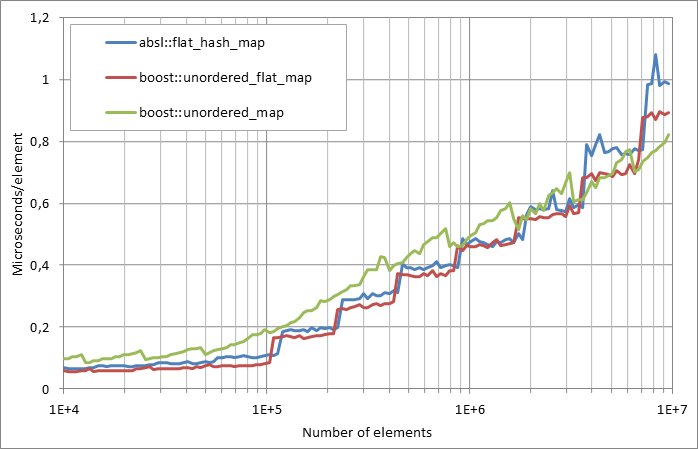 1,2
1
0,8
0,6
0,4
0,2
0
Microseconds/element
absl::flat_hash_map
boost::unordered_flat_map
boost::unordered_map
1E+4 1E+5 1E+6 1E+7
Number of elements